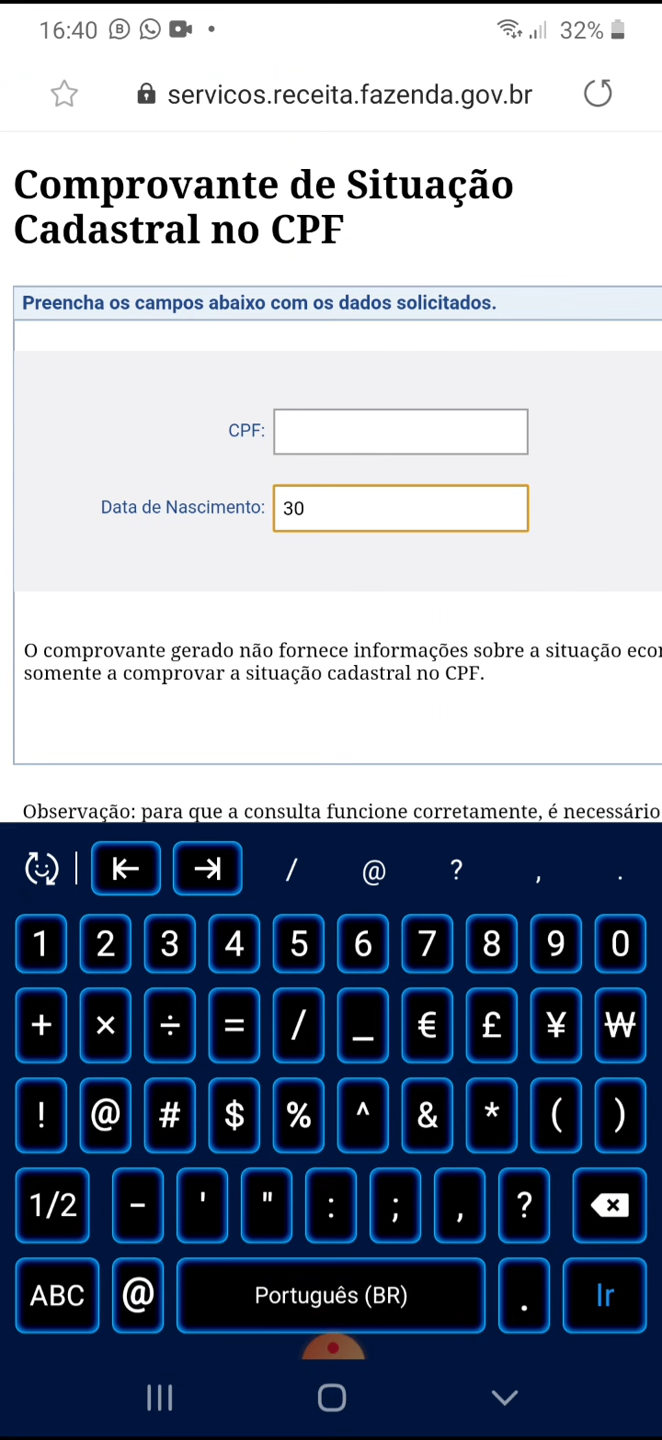 16:40 B 32%
servicos.receita.fazenda.gov.br
Comprovante de Situação
Cadastral no CPF
Preencha os campos abaixo com os dados solicitados.
CPF:
Data de Nascimento: 30
O comprovante gerado não fornece informações sobre a situação econ
somente a comprovar a situação cadastral no CPF.
Observação: para que a consulta funcione corretamente, é necessário
/ @ ? , .
1 2 3 4 5 6 7 8 9 0
+ × ÷ = / _ € £ ¥ ₩
! @ # $ % ^ & * ( )
1/2 - ' " : ; , ?
ABC @ Português (BR) . Ir